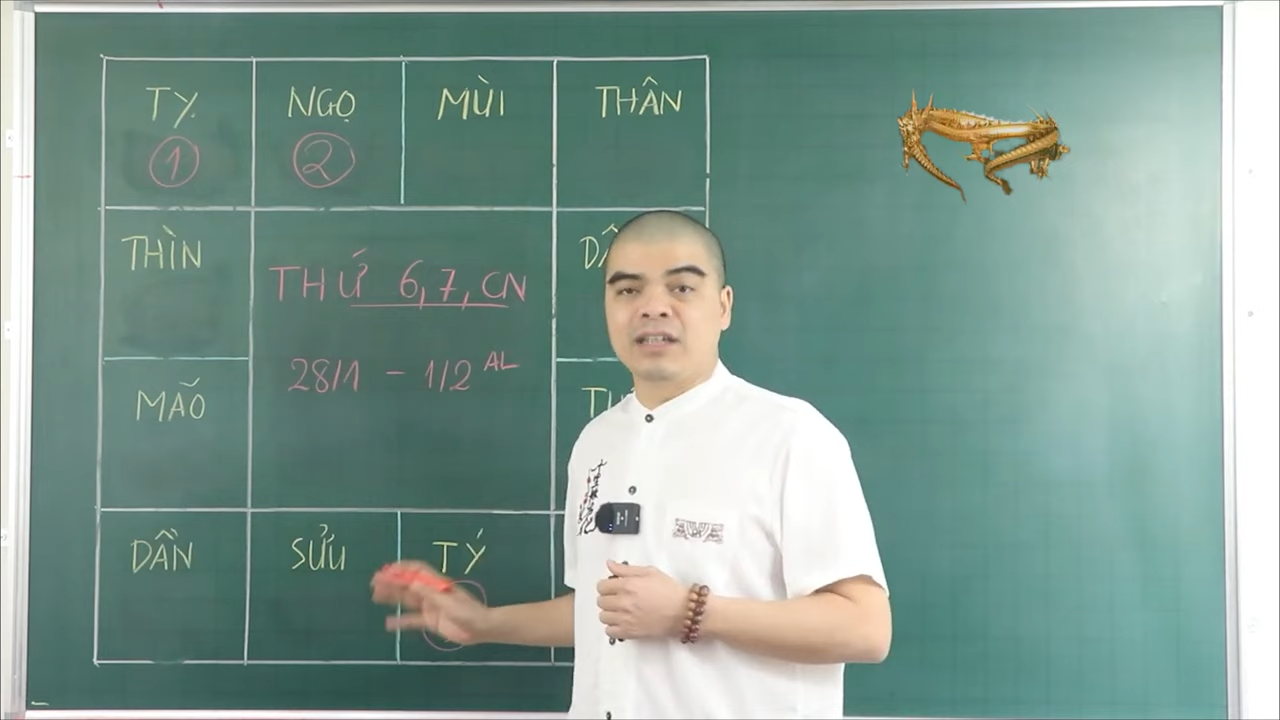 TỴ NGỌ MÙI THÂN
1 2
THÌN
THỨ 6, 7, CN
28/1 - 1/2 AL
MÃO
DẦN SỬU TÝ